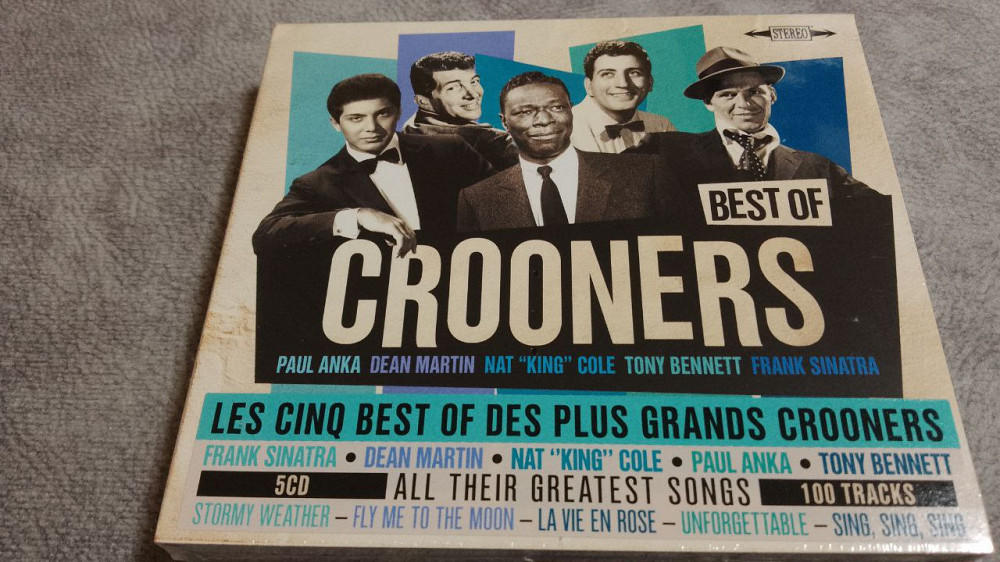 STEREO
BEST OF
CROONERS
PAUL ANKA DEAN MARTIN NAT "KING" COLE TONY BENNETT FRANK SINATRA
LES CINQ BEST OF DES PLUS GRANDS CROONERS
FRANK SINATRA • DEAN MARTIN • NAT ‘'KING’' COLE • PAUL ANKA • TONY BENNETT
5CD ALL THEIR GREATEST SONGS 100 TRACKS
STORMY WEATHER – FLY ME TO THE MOON – LA VIE EN ROSE – UNFORGETTABLE – SING, SING, SING